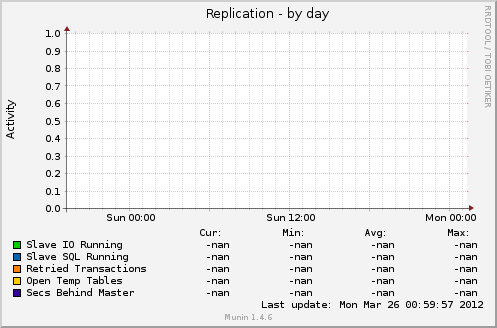 Replication - by day
RRDTOOL / TOBI OETIKER
Activity
1.0
0.9
0.8
0.7
0.6
0.5
0.4
0.3
0.2
0.1
0.0
Sun 00:00 Sun 12:00 Mon 00:00
Cur: Min: Avg: Max:
Slave IO Running -nan -nan -nan -nan
Slave SQL Running -nan -nan -nan -nan
Retried Transactions -nan -nan -nan -nan
Open Temp Tables -nan -nan -nan -nan
Secs Behind Master -nan -nan -nan -nan
Last update: Mon Mar 26 00:59:57 2012
Munin 1.4.6